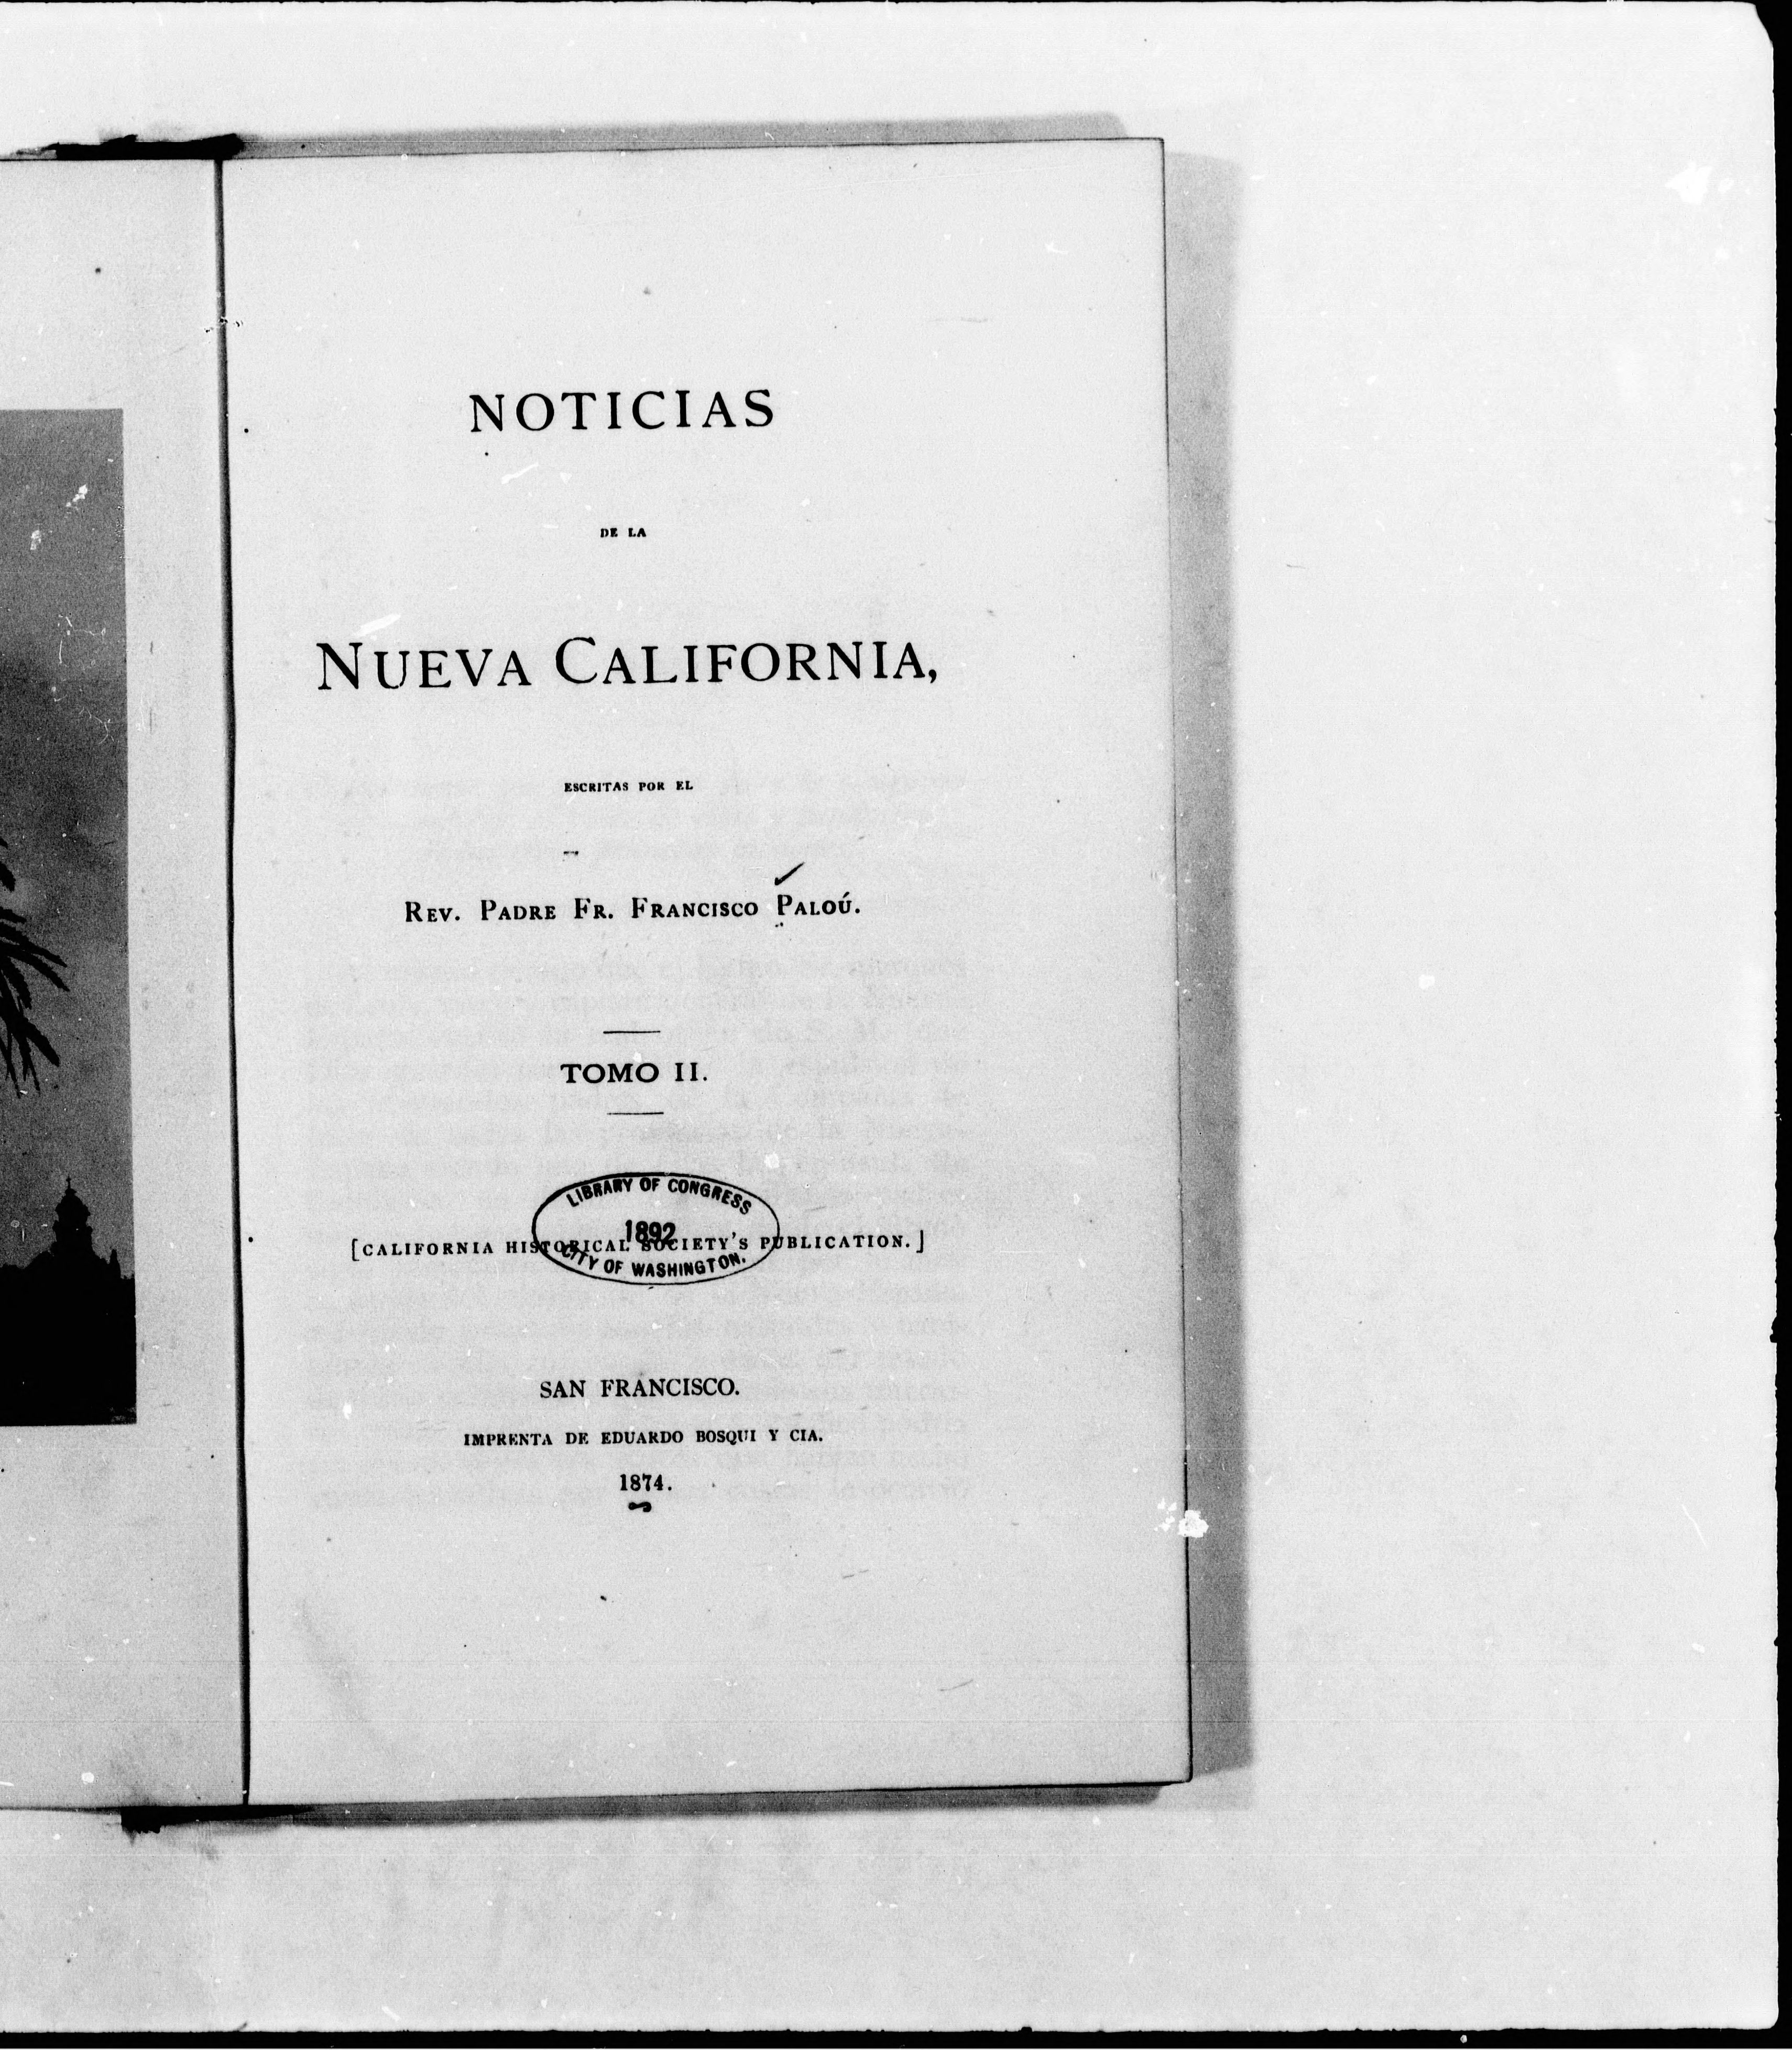 NOTICIAS
DE LA
NUEVA CALIFORNIA,
ESCRITAS POR EL
REV. PADRE FR. FRANCISCO PALOÚ.
TOMO II.
LIBRARY OF CONGRESS
1892
[CALIFORNIA HISTORICAL SOCIETY'S PUBLICATION.]
CITY OF WASHINGTON.
SAN FRANCISCO.
IMPRENTA DE EDUARDO BOSQUI Y CIA.
1874.